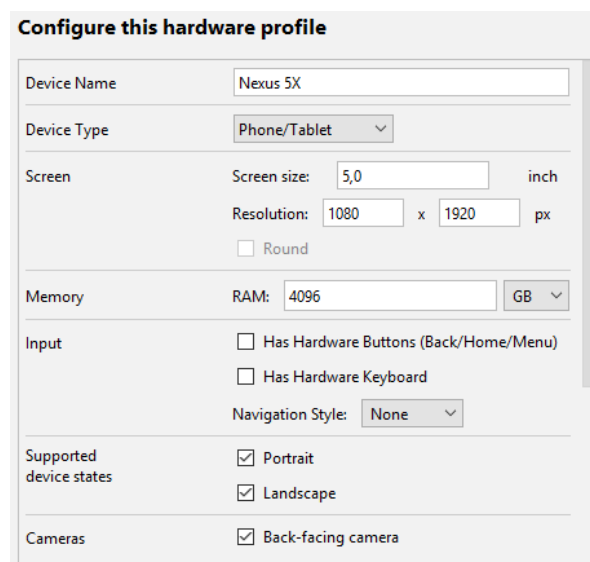 Configure this hardware profile
Device Name Nexus 5X
Device Type Phone/Tablet
Screen Screen size: 5,0 inch
Resolution: 1080 x 1920 px
Round
Memory RAM: 4096 GB
Input Has Hardware Buttons (Back/Home/Menu)
Has Hardware Keyboard
Navigation Style: None
Supported
device states
Portrait
Landscape
Cameras Back-facing camera